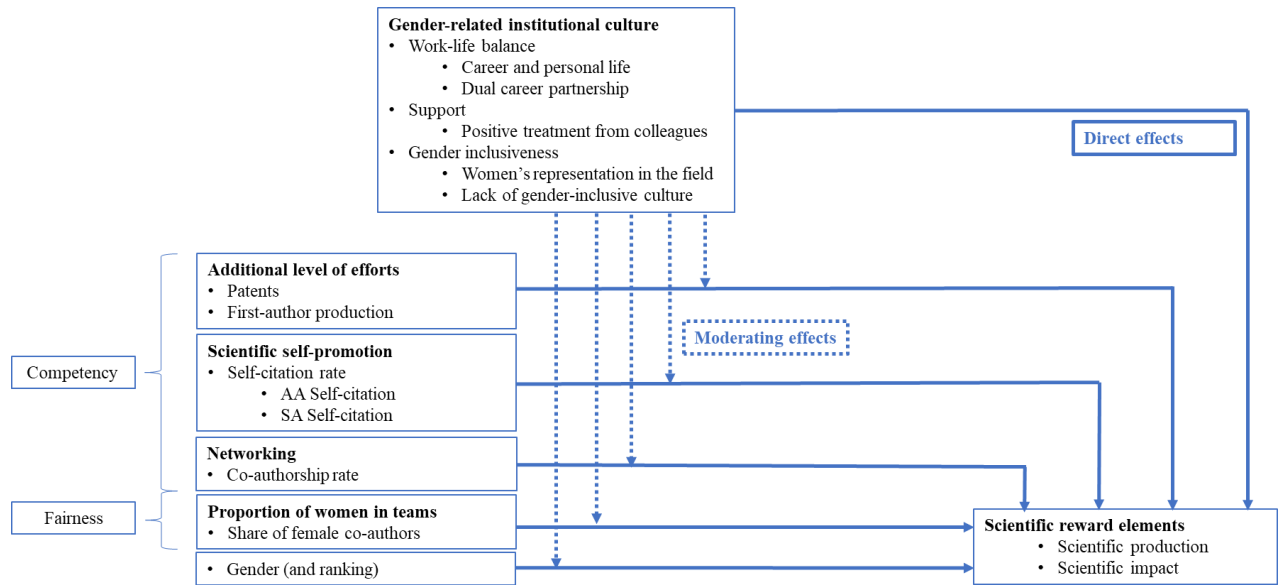 Gender-related institutional culture
• Work-life balance
• Career and personal life
• Dual career partnership
• Support
• Positive treatment from colleagues
• Gender inclusiveness
• Women’s representation in the field
• Lack of gender-inclusive culture
Direct effects
Additional level of efforts
• Patents
• First-author production
Moderating effects
Scientific self-promotion
• Self-citation rate
• AA Self-citation
• SA Self-citation
Competency
Networking
• Co-authorship rate
Fairness
Proportion of women in teams
• Share of female co-authors
• Gender (and ranking)
Scientific reward elements
• Scientific production
• Scientific impact